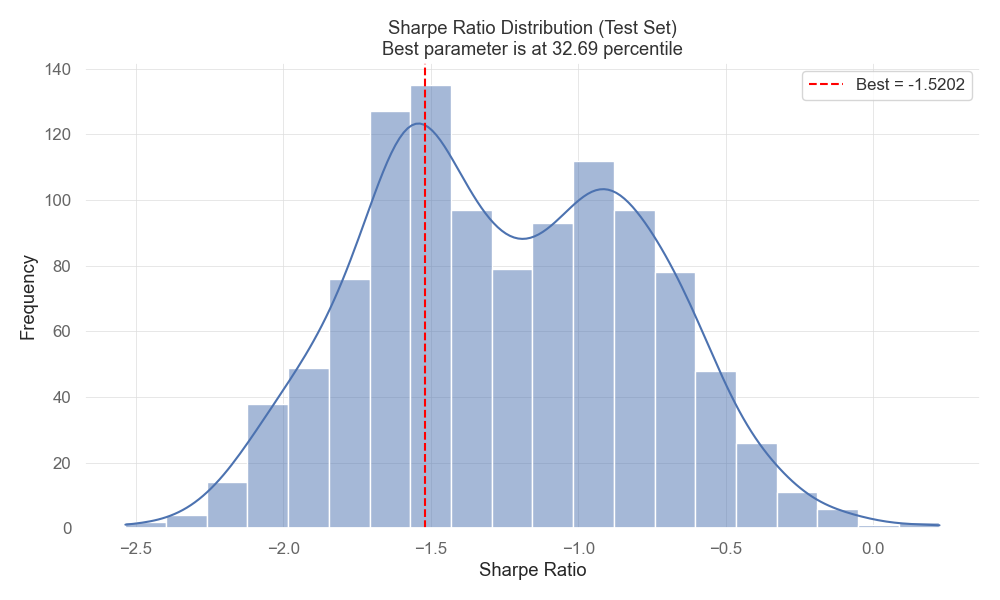 Sharpe Ratio Distribution (Test Set)
Best parameter is at 32.69 percentile
Best = -1.5202
Frequency
140
120
100
80
60
40
20
0
−2.5 −2.0 −1.5 −1.0 −0.5 0.0
Sharpe Ratio